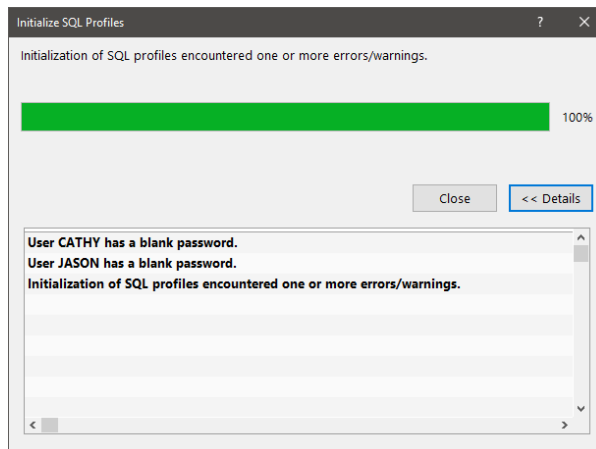 Initialize SQL Profiles ? ×
Initialization of SQL profiles encountered one or more errors/warnings.
100%
Close << Details
User CATHY has a blank password.
User JASON has a blank password.
Initialization of SQL profiles encountered one or more errors/warnings.